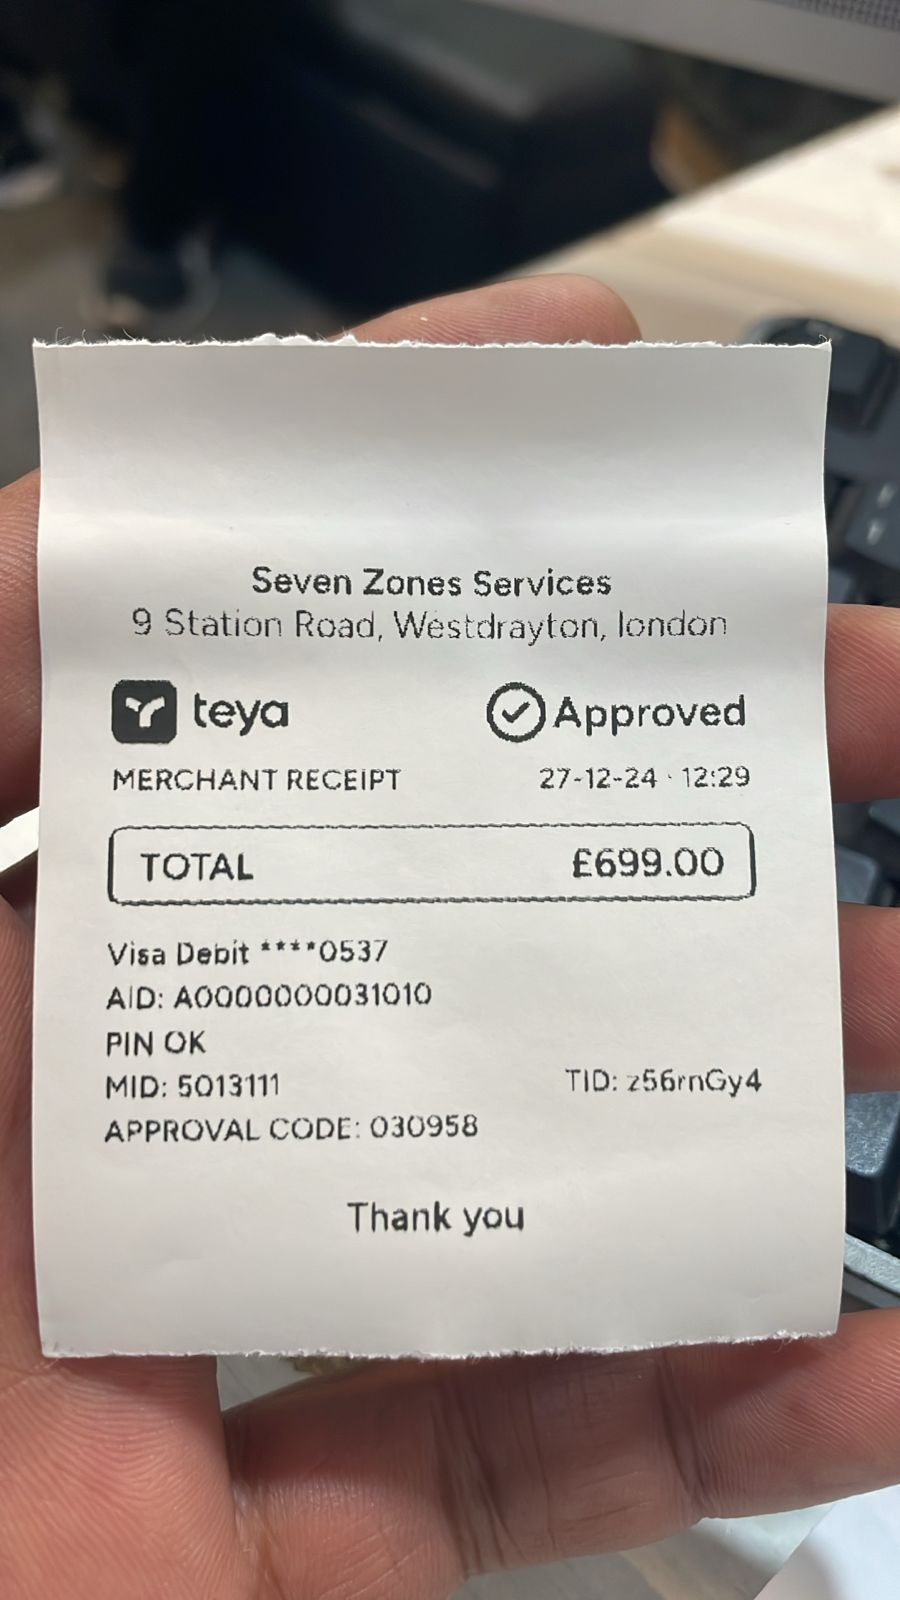 Seven Zones Services
9 Station Road, Westdrayton, london
teya Approved
MERCHANT RECEIPT 27-12-24 · 12:29
TOTAL £699.00
Visa Debit ****0537
AID: A0000000031010
PIN OK
MID: 5013111 TID: z56rnGy4
APPROVAL CODE: 030958
Thank you